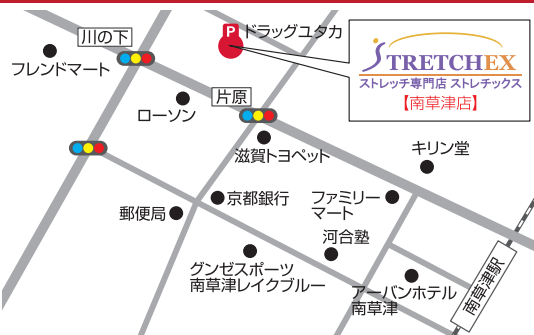 川の下
P
ドラッグユタカ
フレンドマート
STRETCHEX
ストレッチ専門店 ストレチックス
【南草津店】
ローソン
片原
滋賀トヨペット
キリン堂
郵便局
京都銀行
ファミリー
マート
河合塾
グンゼスポーツ
南草津レイクブルー
アーバンホテル
南草津
南草津駅